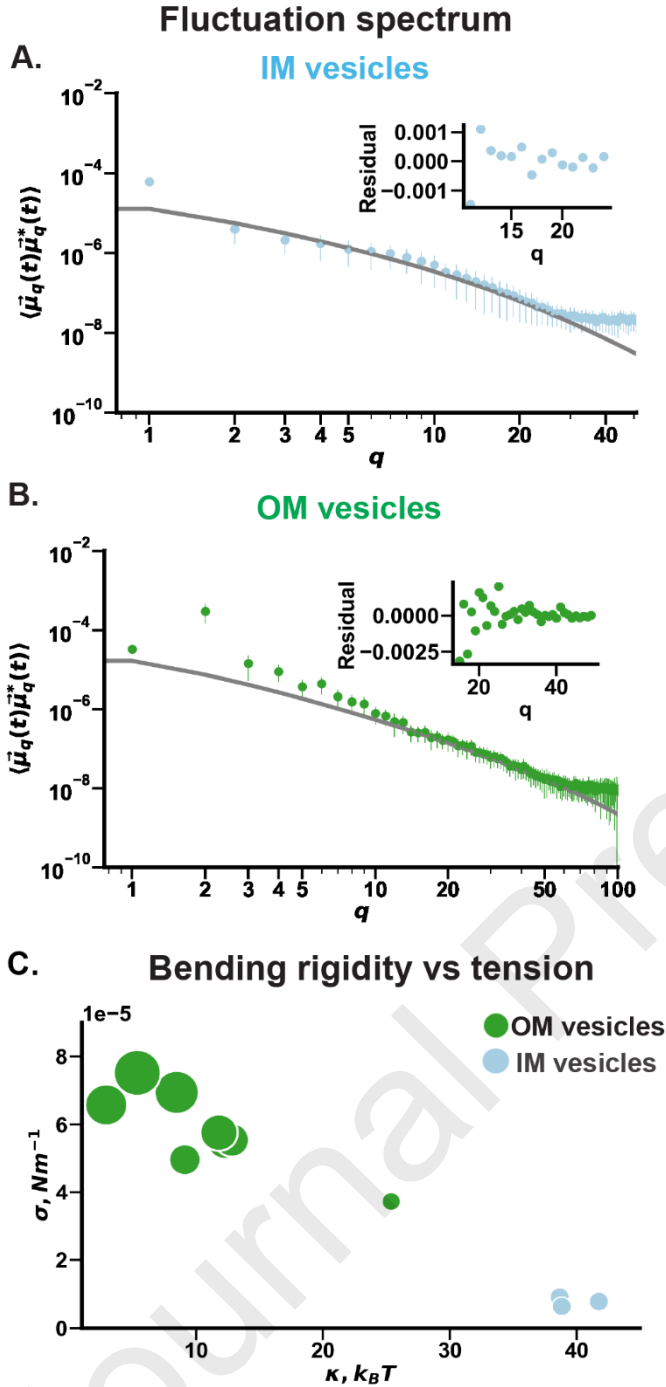 Fluctuation spectrum
A.
IM vesicles
10⁻²
10⁻⁴
10⁻⁶
10⁻⁸
10⁻¹⁰
⟨μ⃗q(t)μ⃗*q(t)⟩
0.001
0.000
−0.001
Residual
15 20
q
1 2 3 4 5 10 20 40
q
B.
OM vesicles
10⁻²
10⁻⁴
10⁻⁶
10⁻⁸
10⁻¹⁰
⟨μ⃗q(t)μ⃗*q(t)⟩
0.0000
−0.0025
Residual
20 40
q
1 2 3 4 5 10 20 50 100
q
C.
Bending rigidity vs tension
1e-5
OM vesicles
IM vesicles
8
6
4
2
0
σ, Nm⁻¹
10 20 30 40
κ, kBT
Journal Pre